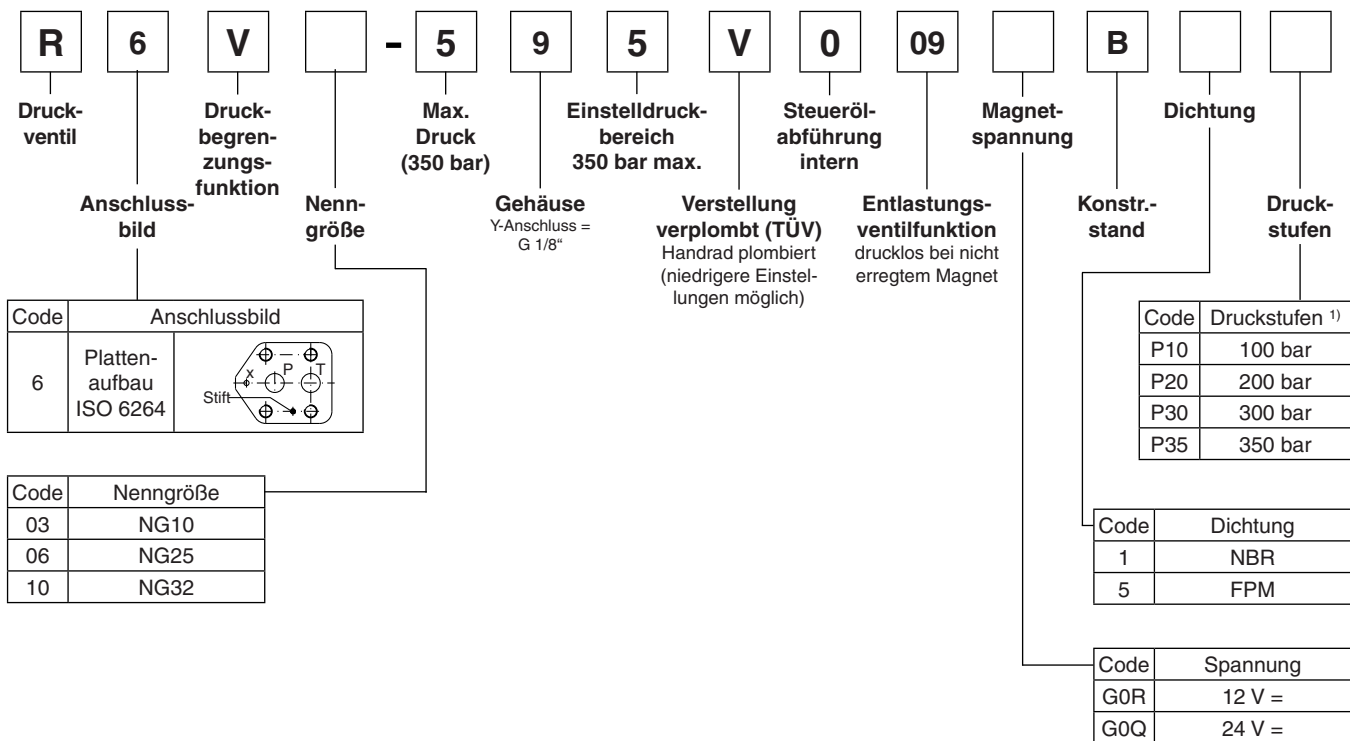 R 6 V - 5 9 5 V 0 09 B
Druck-
ventil
Druck-
begren-
zungs-
funktion
Max.
Druck
(350 bar)
Einstelldruck-
bereich
350 bar max.
Steueröl-
abführung
intern
Magnet-
spannung
Dichtung
Anschluss-
bild
Nenn-
größe
Gehäuse
Y-Anschluss =
G 1/8“
Verstellung
verplombt (TÜV)
Handrad plombiert
(niedrigere Einstel-
lungen möglich)
Entlastungs-
ventilfunktion
drucklos bei nicht
erregtem Magnet
Konstr.-
stand
Druck-
stufen
Code Anschlussbild
6 Platten-
aufbau
ISO 6264
x P T
Stift
Code Druckstufen 1)
P10 100 bar
P20 200 bar
P30 300 bar
P35 350 bar
Code Nenngröße
03 NG10
06 NG25
10 NG32
Code Dichtung
1 NBR
5 FPM
Code Spannung
G0R 12 V =
G0Q 24 V =